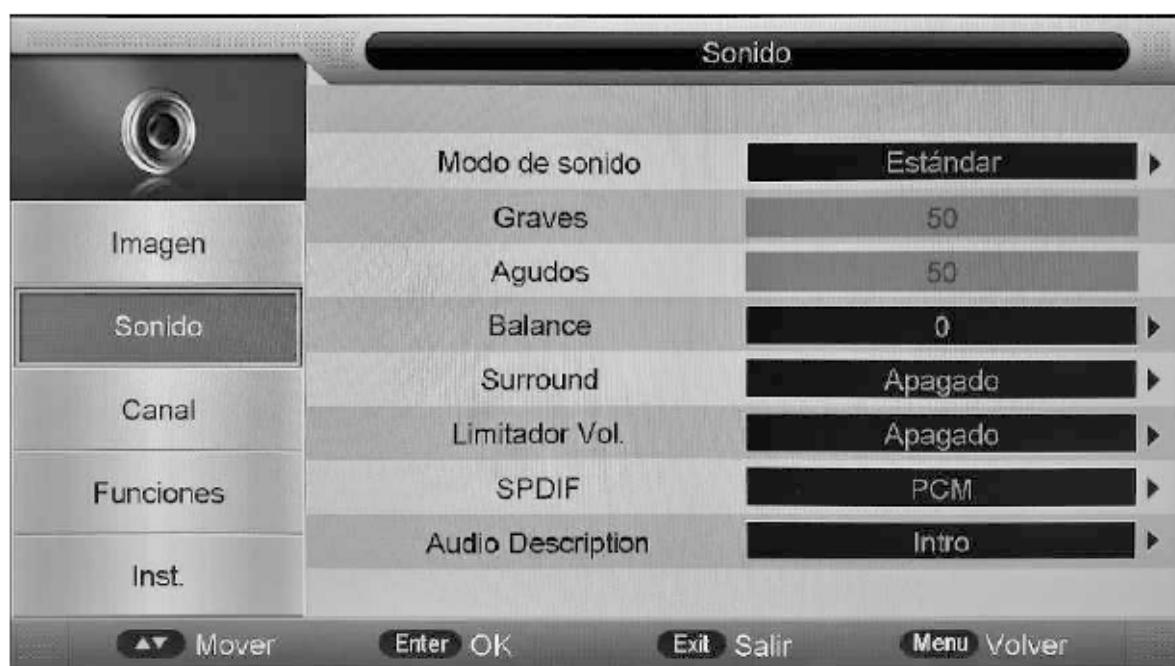 Sonido
Imagen
Sonido
Canal
Funciones
Inst.
Modo de sonido Estándar
Graves 50
Agudos 50
Balance 0
Surround Apagado
Limitador Vol. Apagado
SPDIF PCM
Audio Description Intro
Mover Enter OK Exit Salir Menu Volver